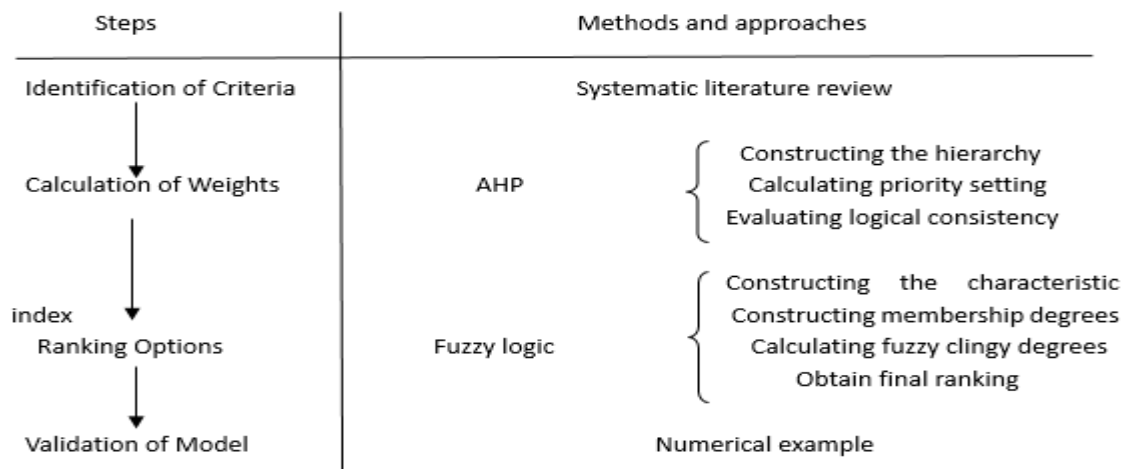 Steps
Methods and approaches
Identification of Criteria
Systematic literature review
Calculation of Weights
AHP
Constructing the hierarchy
Calculating priority setting
Evaluating logical consistency
Constructing the characteristic
index
Ranking Options
Fuzzy logic
Constructing membership degrees
Calculating fuzzy clingy degrees
Obtain final ranking
Validation of Model
Numerical example